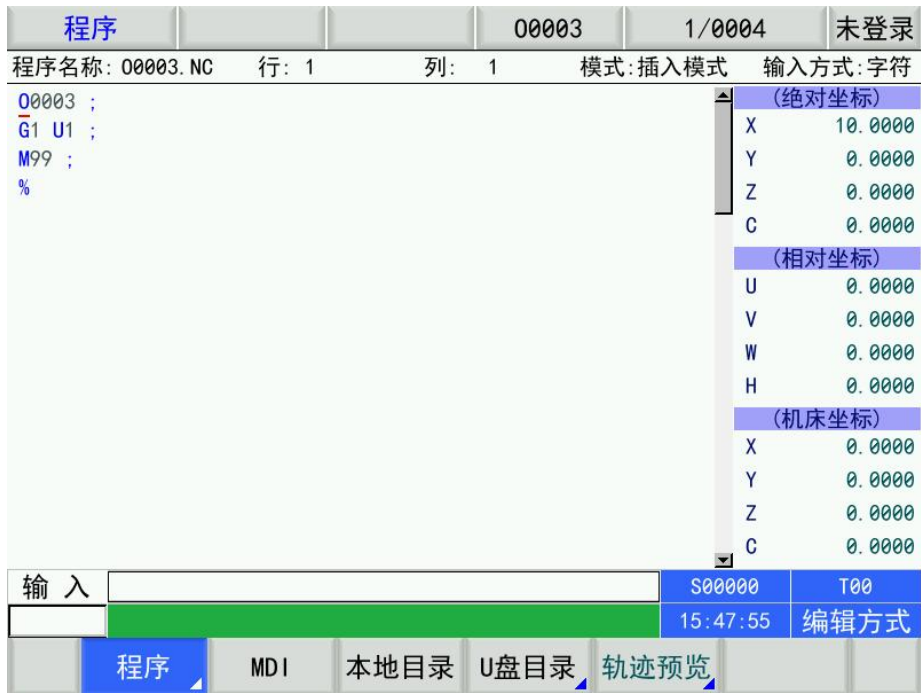 程序 O0003 1/0004 未登录
程序名称: O0003.NC 行: 1 列: 1 模式:插入模式 输入方式:字符
O0003 ;
G1 U1 ;
M99 ;
%
(绝对坐标)
X 10.0000
Y 0.0000
Z 0.0000
C 0.0000
(相对坐标)
U 0.0000
V 0.0000
W 0.0000
H 0.0000
(机床坐标)
X 0.0000
Y 0.0000
Z 0.0000
C 0.0000
输入 S00000 T00
15:47:55 编辑方式
程序 MDI 本地目录 U盘目录 轨迹预览